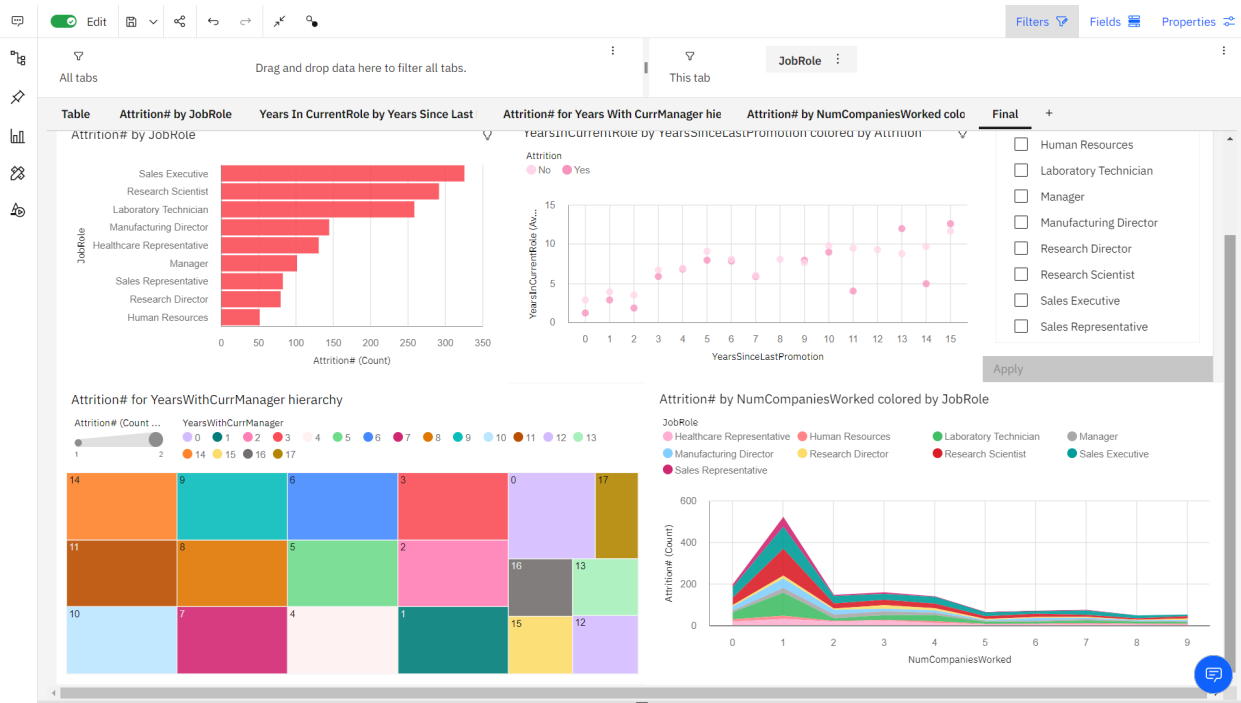 Edit
Filters
Fields
Properties
All tabs
Drag and drop data here to filter all tabs.
This tab
JobRole
Table
Attrition# by JobRole
Years In CurrentRole by Years Since Last
Attrition# for Years With CurrManager hie
Attrition# by NumCompaniesWorked colo
Final
+
Attrition# by JobRole
JobRole
Sales Executive
Research Scientist
Laboratory Technician
Manufacturing Director
Healthcare Representative
Manager
Sales Representative
Research Director
Human Resources
0 50 100 150 200 250 300 350
Attrition# (Count)
YearsInCurrentRole by YearsSinceLastPromotion colored by Attrition
Attrition
No Yes
YearsInCurrentRole (Av...
15
10
5
0
0 1 2 3 4 5 6 7 8 9 10 11 12 13 14 15
YearsSinceLastPromotion
Human Resources
Laboratory Technician
Manager
Manufacturing Director
Research Director
Research Scientist
Sales Executive
Sales Representative
Apply
Attrition# for YearsWithCurrManager hierarchy
Attrition# (Count ...
1 2
YearsWithCurrManager
0 1 2 3 4 5 6 7 8 9 10 11 12 13
14 15 16 17
14 9 6 3 0 17
11 8 5 2
16 13
10 7 4 1
15 12
Attrition# by NumCompaniesWorked colored by JobRole
JobRole
Healthcare Representative Human Resources Laboratory Technician Manager
Manufacturing Director Research Director Research Scientist Sales Executive
Sales Representative
Attrition# (Count)
600
400
200
0
0 1 2 3 4 5 6 7 8 9
NumCompaniesWorked